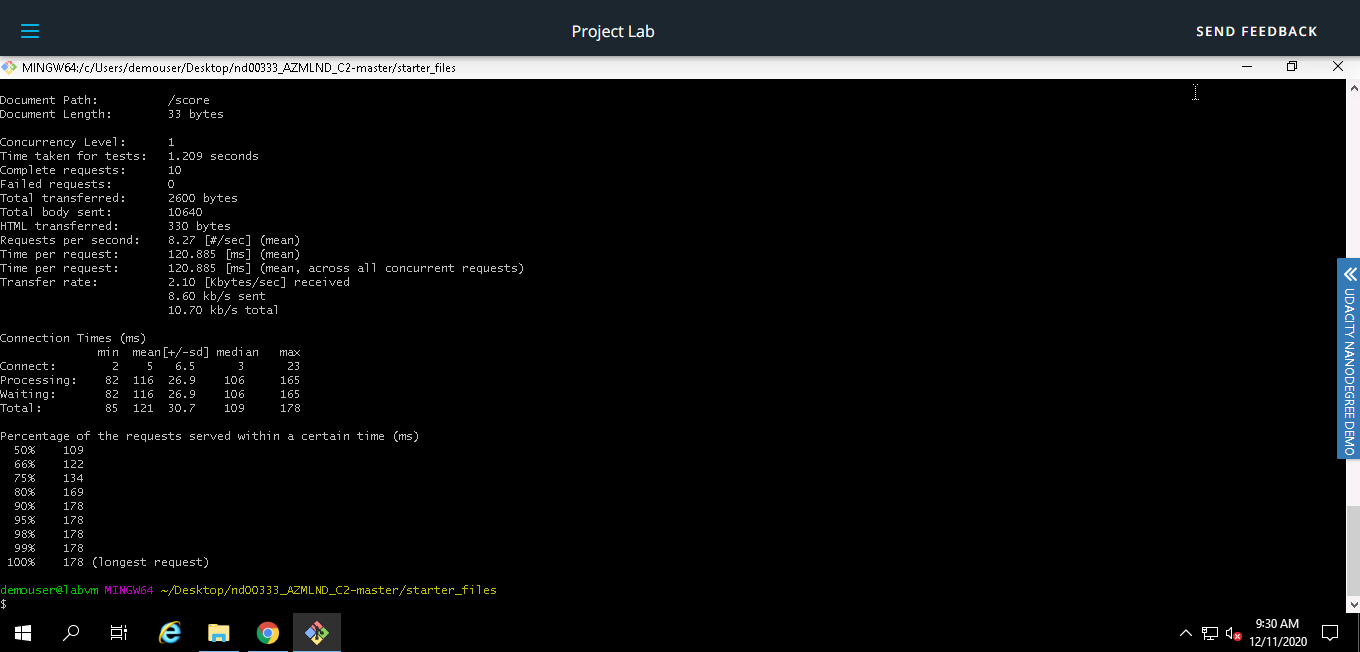 Project Lab
SEND FEEDBACK
MINGW64:/c/Users/demouser/Desktop/nd00333_AZMLND_C2-master/starter_files
Document Path:          /score
Document Length:        33 bytes
Concurrency Level:      1
Time taken for tests:   1.209 seconds
Complete requests:      10
Failed requests:        0
Total transferred:      2600 bytes
Total body sent:        10640
HTML transferred:       330 bytes
Requests per second:    8.27 [#/sec] (mean)
Time per request:       120.885 [ms] (mean)
Time per request:       120.885 [ms] (mean, across all concurrent requests)
Transfer rate:          2.10 [Kbytes/sec] received
                        8.60 kb/s sent
                        10.70 kb/s total
Connection Times (ms)
              min  mean[+/-sd] median   max
Connect:        2    5   6.5      3      23
Processing:    82  116  26.9    106     165
Waiting:       82  116  26.9    106     165
Total:         85  121  30.7    109     178
Percentage of the requests served within a certain time (ms)
  50%    109
  66%    122
  75%    134
  80%    169
  90%    178
  95%    178
  98%    178
  99%    178
 100%    178 (longest request)
demouser@labvm MINGW64 ~/Desktop/nd00333_AZMLND_C2-master/starter_files
$
UDACITY NANODEGREE DEMO
9:30 AM
12/11/2020